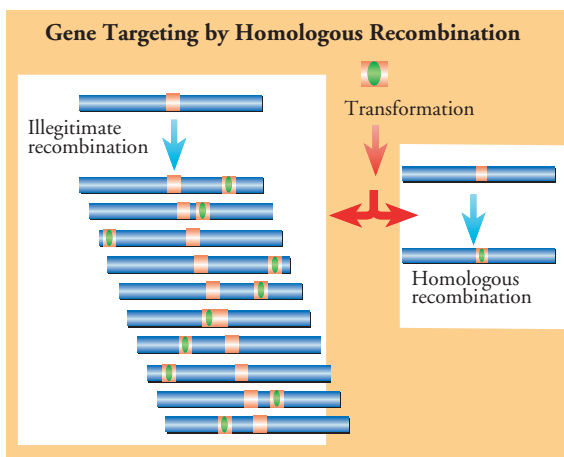 Gene Targeting by Homologous Recombination
Illegitimate
recombination
Transformation
Homologous
recombination